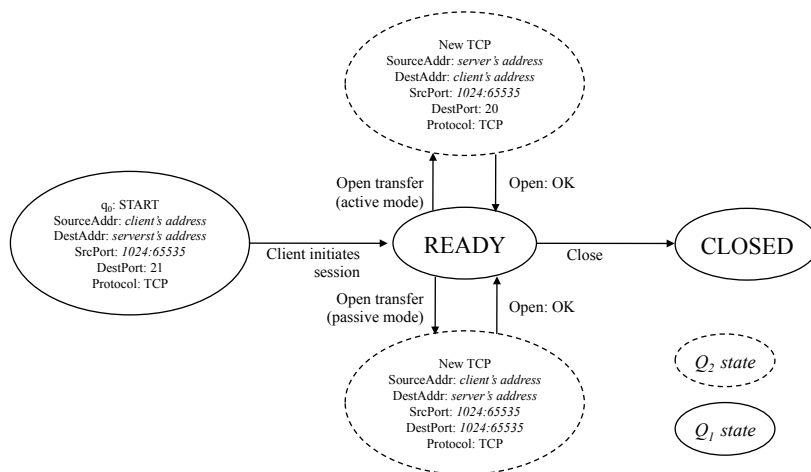 New TCP
SourceAddr: server's address
DestAddr: client's address
SrcPort: 1024:65535
DestPort: 20
Protocol: TCP
Open transfer
(active mode)
Open: OK
q₀: START
SourceAddr: client's address
DestAddr: serverst's address
SrcPort: 1024:65535
DestPort: 21
Protocol: TCP
Client initiates
session
READY
Close
CLOSED
Open transfer
(passive mode)
Open: OK
New TCP
SourceAddr: client's address
DestAddr: server's address
SrcPort: 1024:65535
DestPort: 1024:65535
Protocol: TCP
Q₂ state
Q₁ state